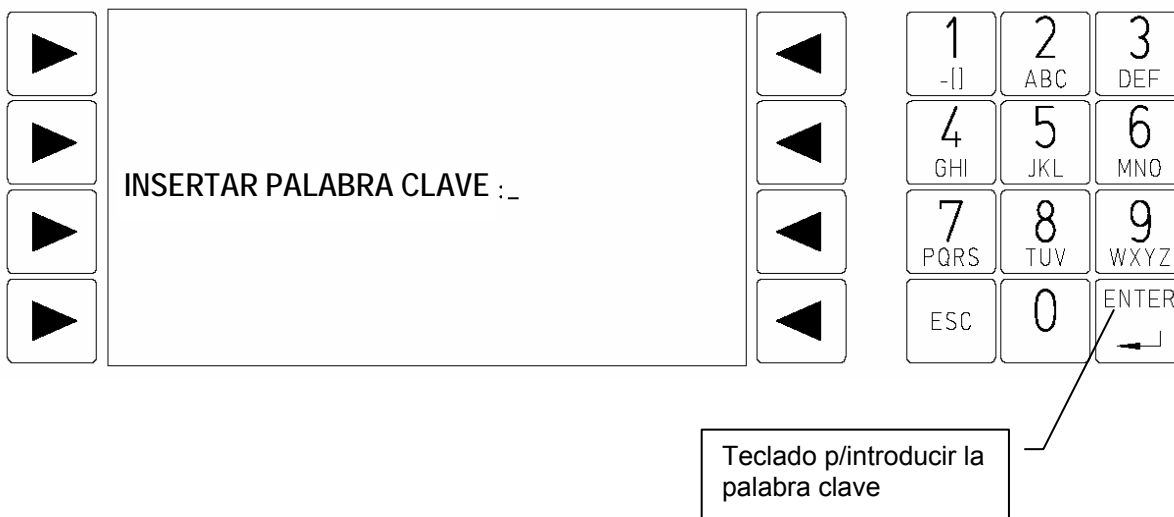 INSERTAR PALABRA CLAVE :_
1 2 3
-[] ABC DEF
4 5 6
GHI JKL MNO
7 8 9
PQRS TUV WXYZ
ESC 0 ENTER
Teclado p/introducir la
palabra clave